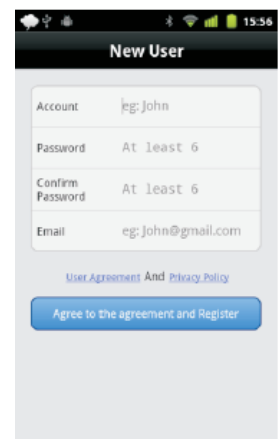 15:56
New User
Account eg: John
Password At least 6
Confirm
Password At least 6
Email eg: John@gmail.com
User Agreement And Privacy Policy
Agree to the agreement and Register